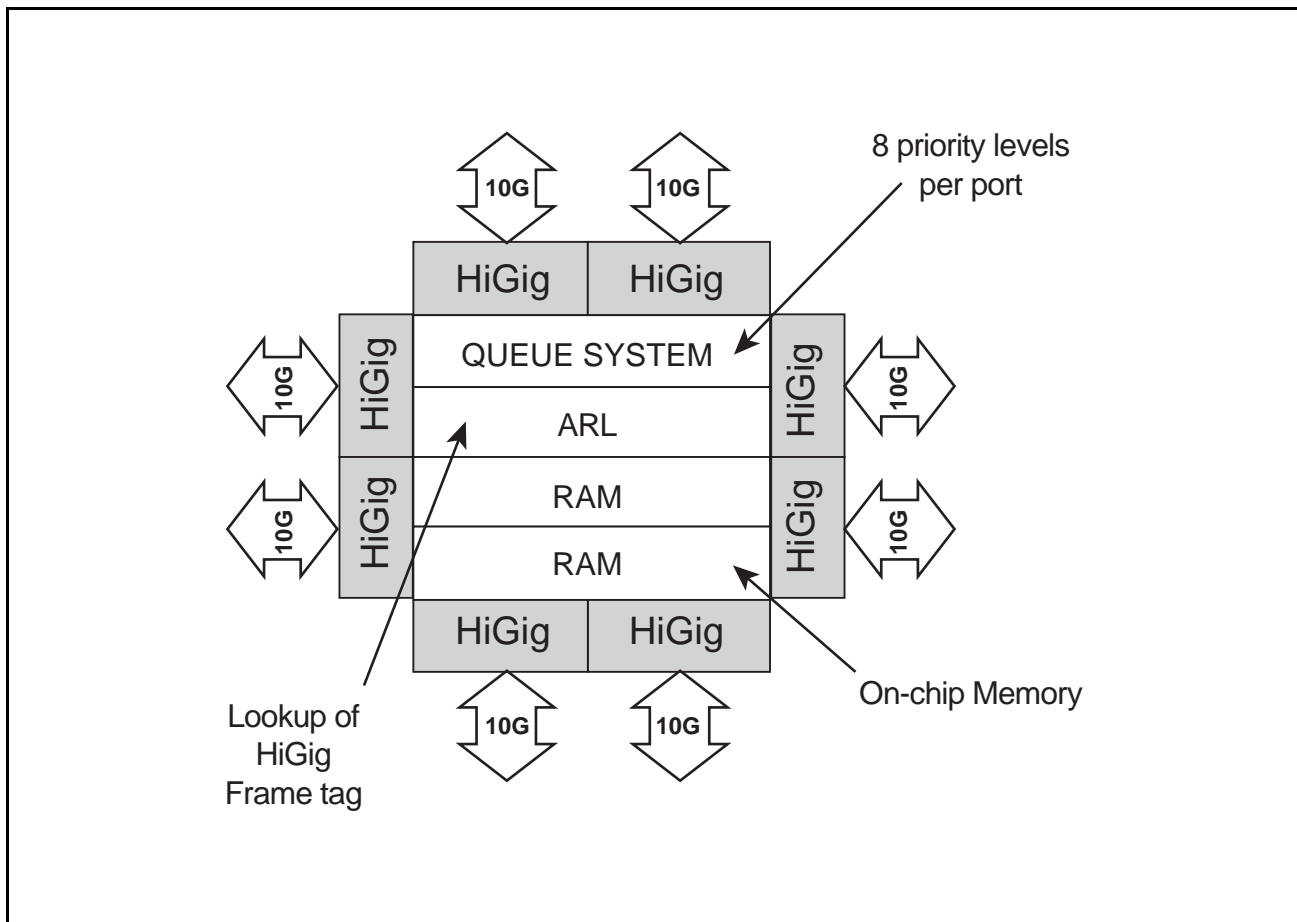 8 priority levels
per port
10G
10G
HiGig
HiGig
10G
HiGig
QUEUE SYSTEM
HiGig
10G
ARL
10G
HiGig
RAM
HiGig
10G
RAM
HiGig
HiGig
10G
10G
On-chip Memory
Lookup of
HiGig
Frame tag